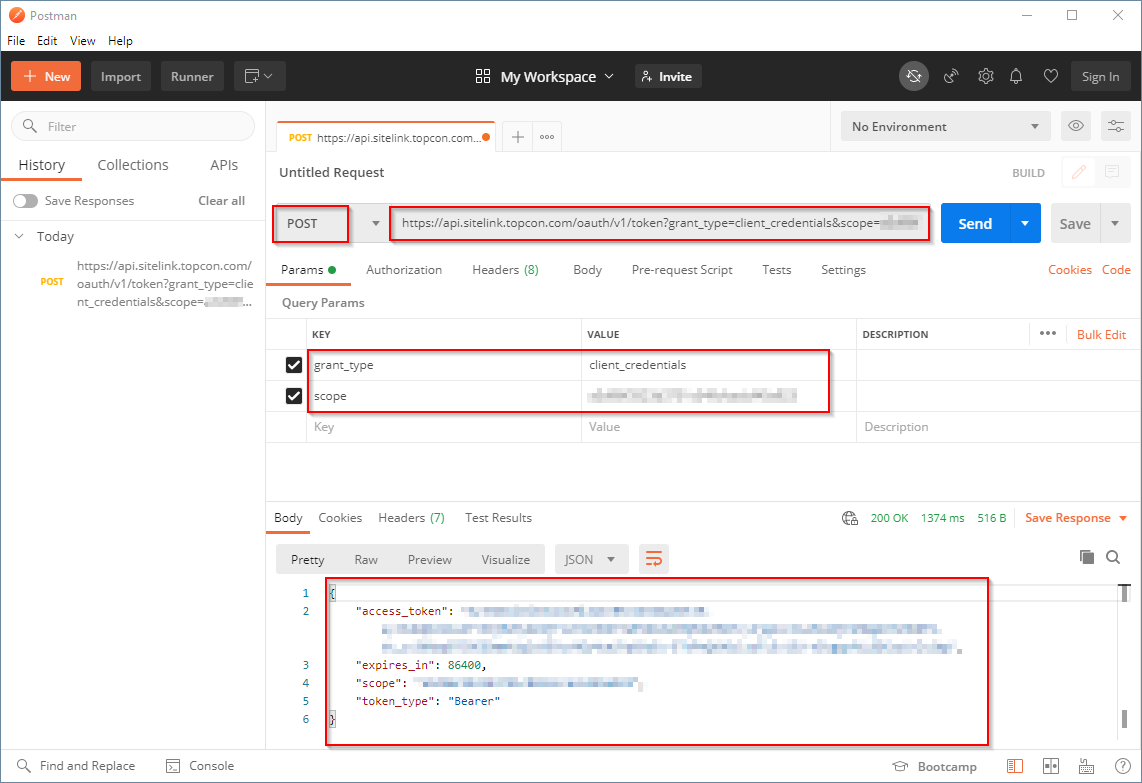 Postman
File Edit View Help
New Import Runner My Workspace Invite Sign In
Filter
History Collections APIs
Save Responses Clear all
Today
POST https://api.sitelink.topcon.com/
oauth/v1/token?grant_type=clie
nt_credentials&scope=
...
POST https://api.sitelink.topcon.com...
No Environment
Untitled Request BUILD
POST https://api.sitelink.topcon.com/oauth/v1/token?grant_type=client_credentials&scope= Send Save
Params Authorization Headers (8) Body Pre-request Script Tests Settings Cookies Code
Query Params
KEY VALUE DESCRIPTION Bulk Edit
grant_type client_credentials
scope
Key Value Description
Body Cookies Headers (7) Test Results 200 OK 1374 ms 516 B Save Response
Pretty Raw Preview Visualize JSON
1 {
2 "access_token":
3 "expires_in": 86400,
4 "scope":
5 "token_type": "Bearer"
6 }
Find and Replace Console Bootcamp